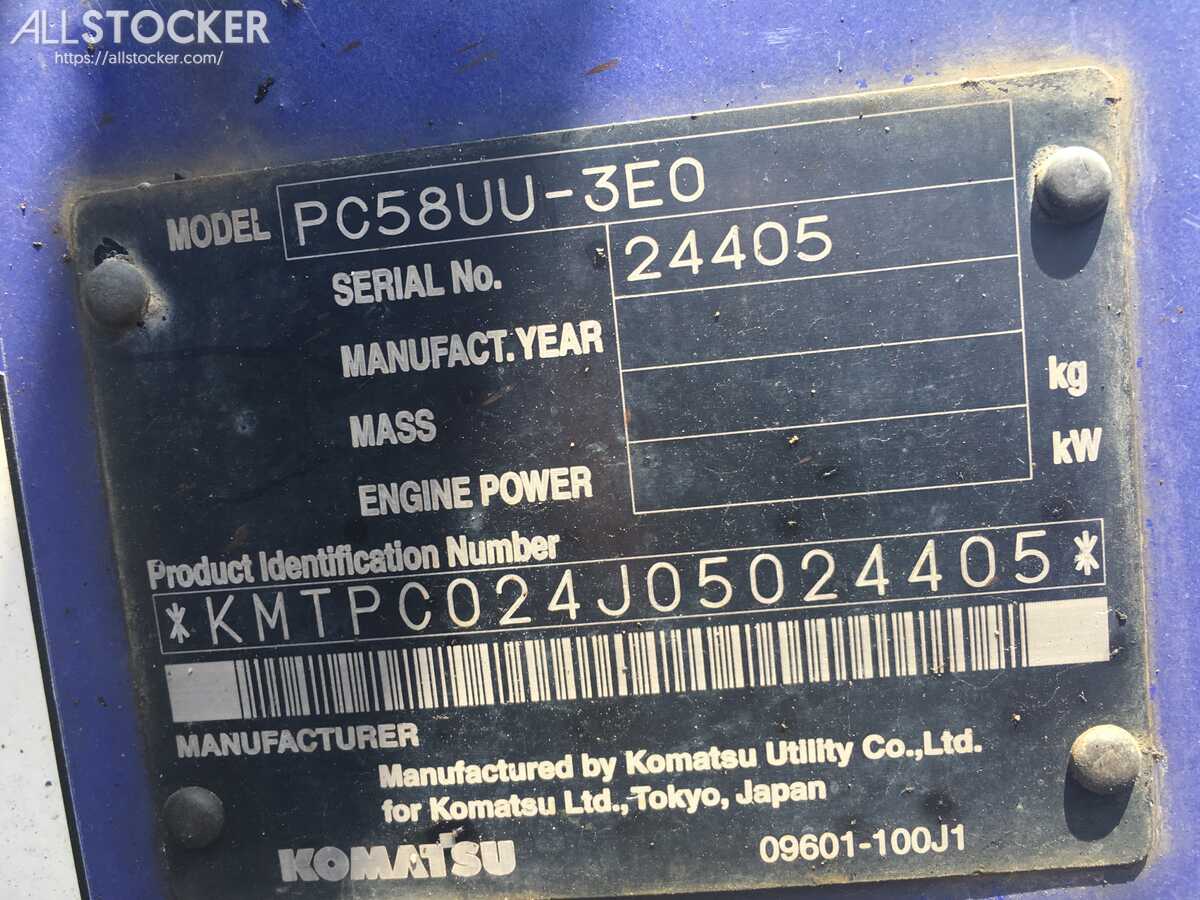 ALLSTOCKER
https://allstocker.com/
MODEL PC58UU-3E0
SERIAL No. 24405
MANUFACT.YEAR
MASS kg
ENGINE POWER kW
Product Identification Number
*KMTPC024J05024405*
MANUFACTURER
Manufactured by Komatsu Utility Co.,Ltd.
for Komatsu Ltd.,Tokyo, Japan
KOMATSU 09601-100J1